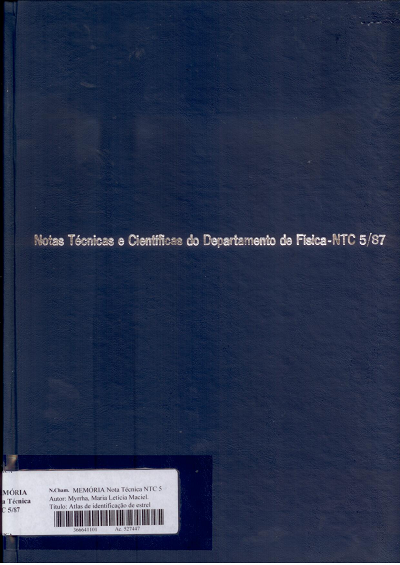 Notas Técnicas e Científicas do Departamento de Física-NTC 5/87
N.Cham. MEMÓRIA Nota Técnica NTC 5
Autor: Myrrha, Maria Letícia Maciel.
Título: Atlas de identificação de estrel
Ac. 527447
EMÓRIA
a Técnica
C 5/87